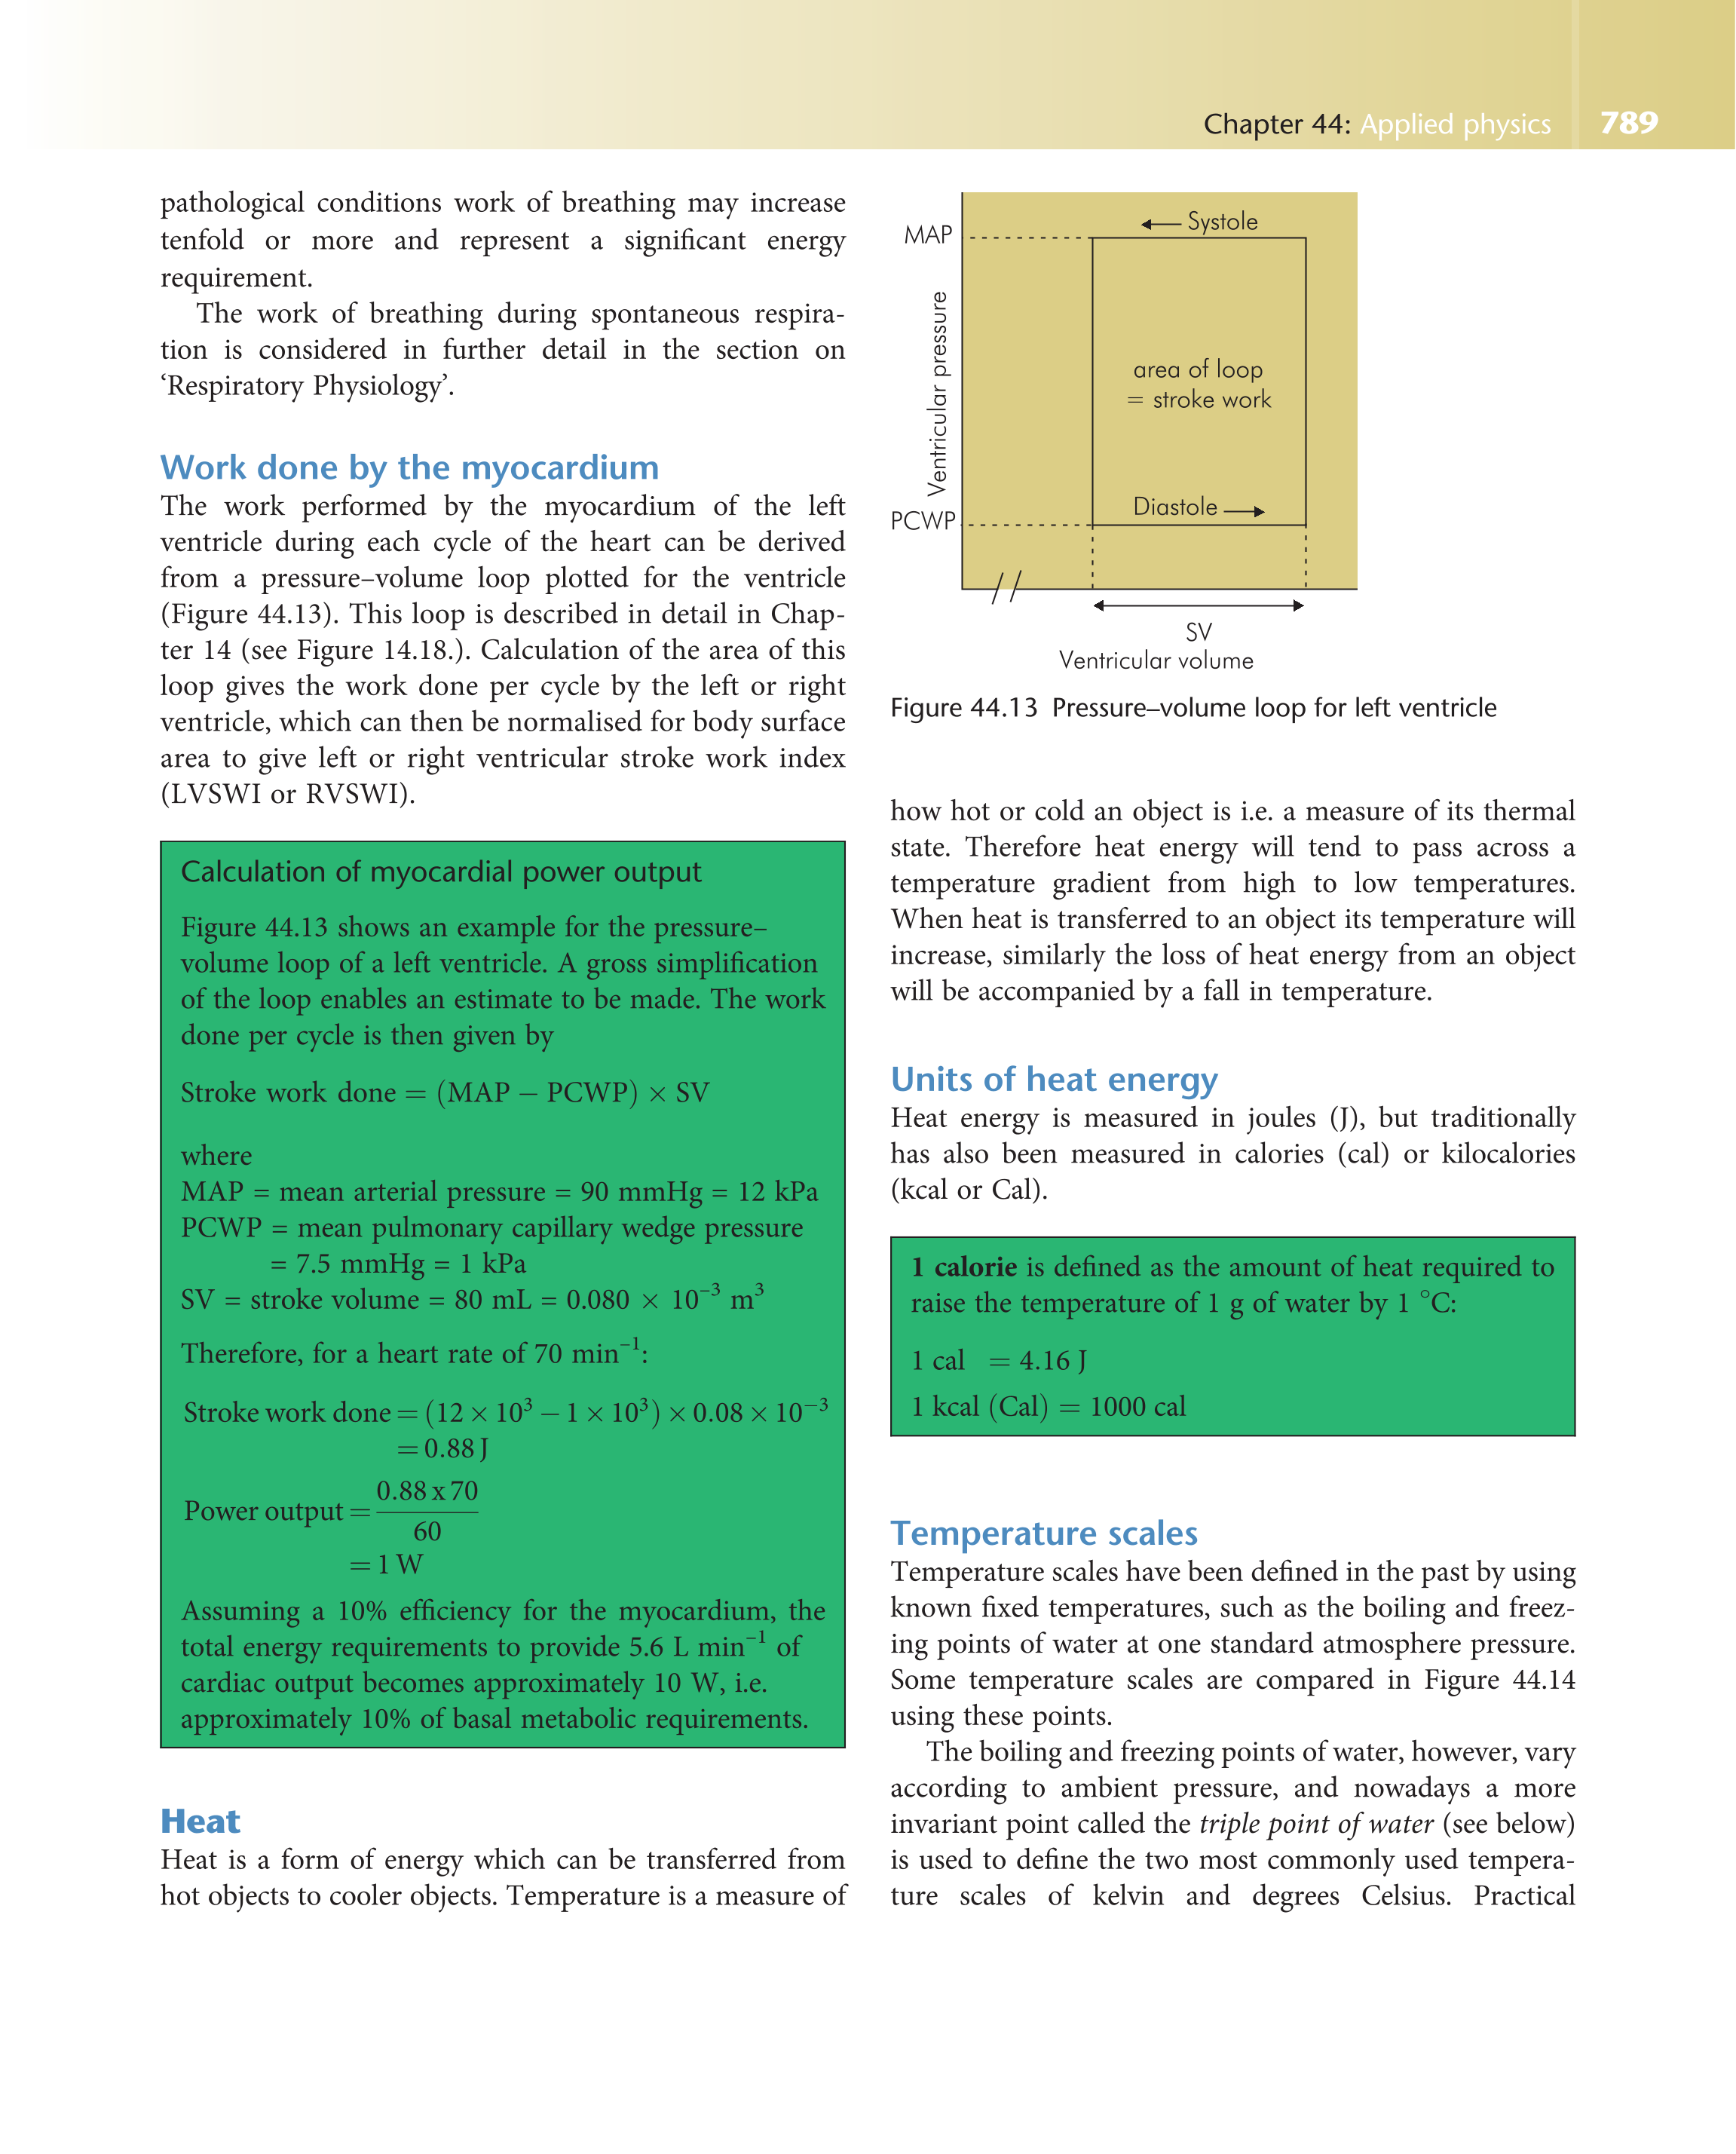 Chapter 44: Applied physics 789
pathological conditions work of breathing may increase
tenfold or more and represent a significant energy
requirement.
The work of breathing during spontaneous respira-
tion is considered in further detail in the section on
‘Respiratory Physiology’.
Work done by the myocardium
The work performed by the myocardium of the left
ventricle during each cycle of the heart can be derived
from a pressure–volume loop plotted for the ventricle
(Figure 44.13). This loop is described in detail in Chap-
ter 14 (see Figure 14.18.). Calculation of the area of this
loop gives the work done per cycle by the left or right
ventricle, which can then be normalised for body surface
area to give left or right ventricular stroke work index
(LVSWI or RVSWI).
Calculation of myocardial power output
Figure 44.13 shows an example for the pressure–
volume loop of a left ventricle. A gross simplification
of the loop enables an estimate to be made. The work
done per cycle is then given by
Stroke work done = (MAP − PCWP) × SV
where
MAP = mean arterial pressure = 90 mmHg = 12 kPa
PCWP = mean pulmonary capillary wedge pressure
= 7.5 mmHg = 1 kPa
SV = stroke volume = 80 mL = 0.080 × 10⁻³ m³
Therefore, for a heart rate of 70 min⁻¹:
Stroke work done = (12 × 10³ − 1 × 10³) × 0.08 × 10⁻³
= 0.88 J
0.88 x 70
Power output =
60
= 1 W
Assuming a 10% efficiency for the myocardium, the
total energy requirements to provide 5.6 L min⁻¹ of
cardiac output becomes approximately 10 W, i.e.
approximately 10% of basal metabolic requirements.
Heat
Heat is a form of energy which can be transferred from
hot objects to cooler objects. Temperature is a measure of
MAP
Systole
Ventricular pressure
area of loop
= stroke work
Diastole
PCWP
SV
Ventricular volume
Figure 44.13 Pressure–volume loop for left ventricle
how hot or cold an object is i.e. a measure of its thermal
state. Therefore heat energy will tend to pass across a
temperature gradient from high to low temperatures.
When heat is transferred to an object its temperature will
increase, similarly the loss of heat energy from an object
will be accompanied by a fall in temperature.
Units of heat energy
Heat energy is measured in joules (J), but traditionally
has also been measured in calories (cal) or kilocalories
(kcal or Cal).
1 calorie is defined as the amount of heat required to
raise the temperature of 1 g of water by 1 °C:
1 cal = 4.16 J
1 kcal (Cal) = 1000 cal
Temperature scales
Temperature scales have been defined in the past by using
known fixed temperatures, such as the boiling and freez-
ing points of water at one standard atmosphere pressure.
Some temperature scales are compared in Figure 44.14
using these points.
The boiling and freezing points of water, however, vary
according to ambient pressure, and nowadays a more
invariant point called the triple point of water (see below)
is used to define the two most commonly used tempera-
ture scales of kelvin and degrees Celsius. Practical